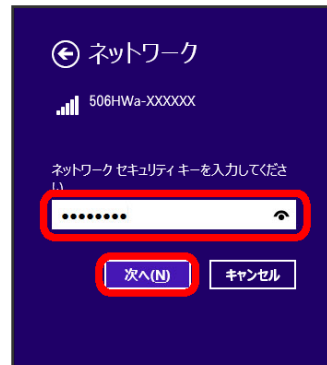 ネットワーク
506HWa-XXXXXX
ネットワーク セキュリティ キーを入力してくださ
い
••••••••
次へ(N)
キャンセル